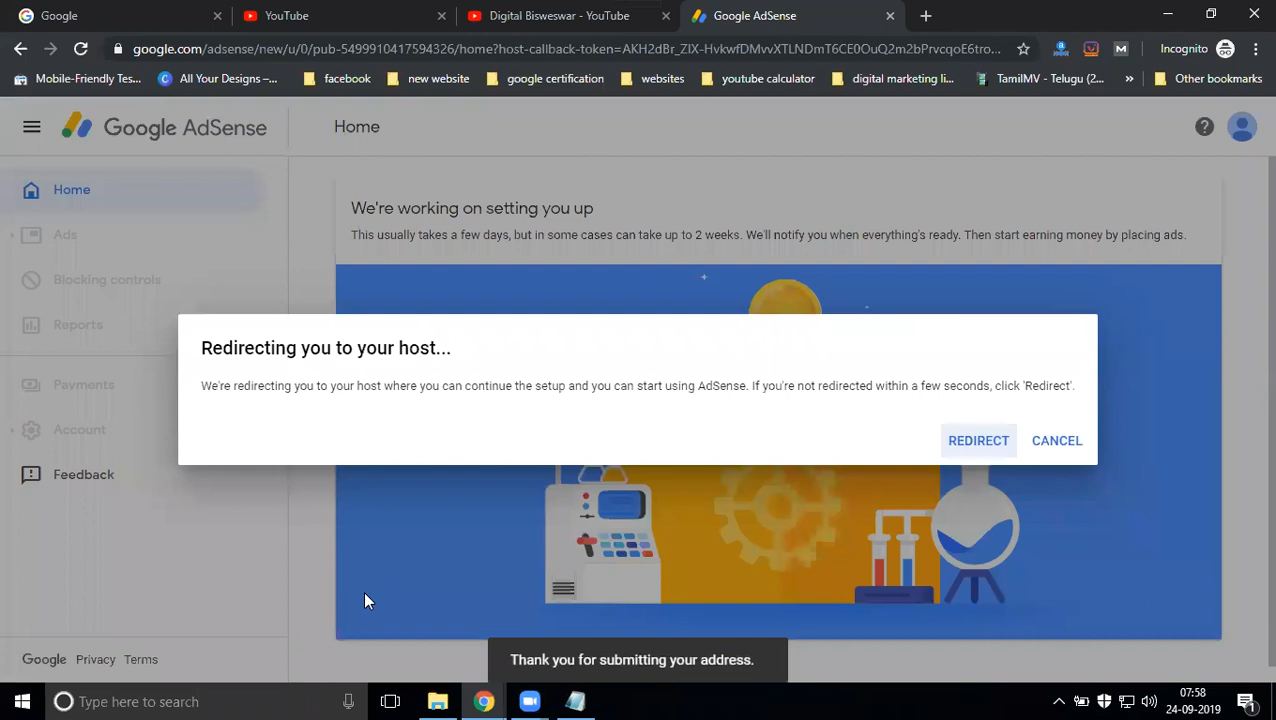 Google
YouTube
Digital Bisweswar - YouTube
Google AdSense
google.com/adsense/new/u/0/pub-5499910417594326/home?host-callback-token=AKH2dBr_ZIX-HvkwfDMvvXTLNDmT6CE0OuQ2m2bPrvcqoE6tro...
Incognito
Mobile-Friendly Tes...
All Your Designs –...
facebook
new website
google certification
websites
youtube calculator
digital marketing li...
TamilMV - Telugu (2...
»
Other bookmarks
Google AdSense
Home
Home
Ads
Blocking controls
Reports
Payments
Account
Feedback
We're working on setting you up
This usually takes a few days, but in some cases can take up to 2 weeks. We'll notify you when everything's ready. Then start earning money by placing ads.
Redirecting you to your host...
We're redirecting you to your host where you can continue the setup and you can start using AdSense. If you're not redirected within a few seconds, click 'Redirect'.
REDIRECT
CANCEL
Thank you for submitting your address.
Google Privacy Terms
Type here to search
07:58
24-09-2019
1